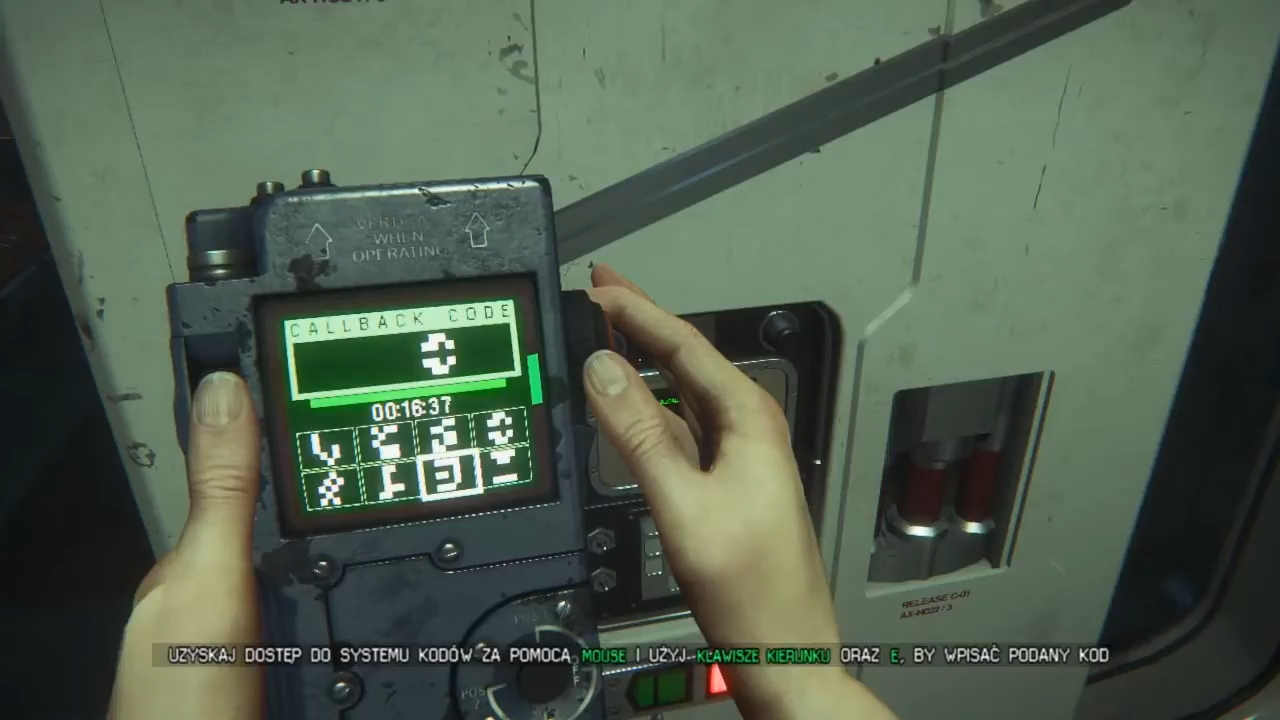 VERTICAL
WHEN
OPERATING
CALLBACK CODE
00:16:37
RELEASE C-01
UZYSKAJ DOSTĘP DO SYSTEMU KODÓW ZA POMOCĄ MOUSE I UŻYJ KLAWISZE KIERUNKU ORAZ E, BY WPISAĆ PODANY KOD